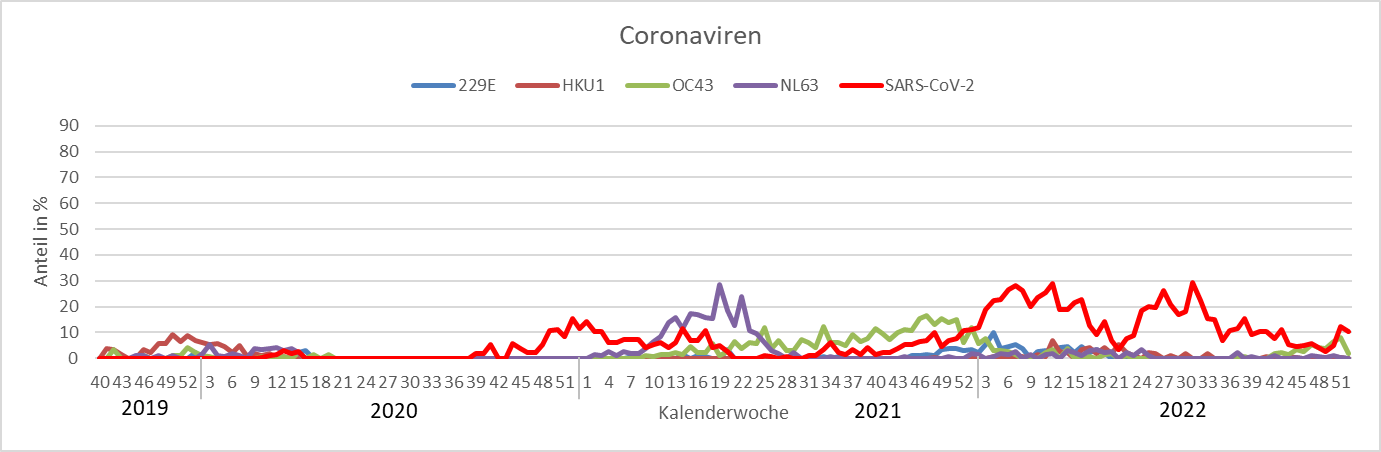 Coronaviren
229E HKU1 OC43 NL63 SARS-CoV-2
90
80
70
60
50
40
30
20
10
0
Anteil in %
40 43 46 49 52 3 6 9 12 15 18 21 24 27 30 33 36 39 42 45 48 51 1 4 7 10 13 16 19 22 25 28 31 34 37 40 43 46 49 52 3 6 9 12 15 18 21 24 27 30 33 36 39 42 45 48 51
2019 2020 Kalenderwoche 2021 2022